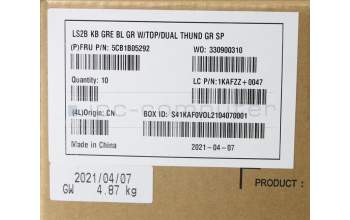 LS2B KB GRE BL GR W/TOP/DUAL THUND GR SP
(P)FRU P/N: 5CB1B05292 WO: 330900310
Quantity: 10 LC P/N:1KAFZZ+0047
(4L)Origin: CN BOX ID: S41KAF0VOL2104070001
Made in China 2021-04-07
2021/04/07
GW 4.87 kg
PRODUCT :